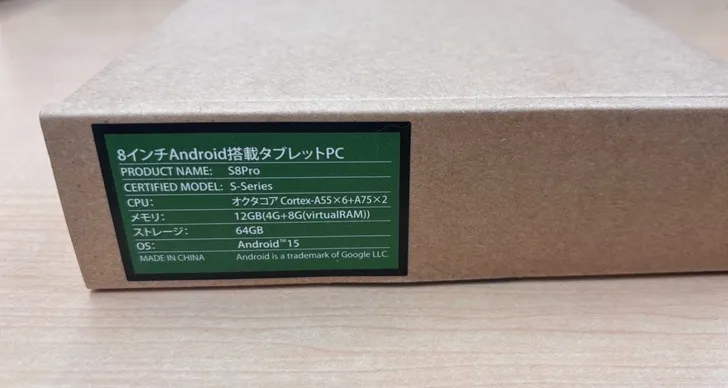 8インチAndroid搭載タブレットPC
PRODUCT NAME: S8Pro
CERTIFIED MODEL: S-Series
CPU: オクタコア Cortex-A55×6+A75×2
メモリ: 12GB(4G+8G(virtualRAM))
ストレージ: 64GB
OS: Android™15
MADE IN CHINA Android is a trademark of Google LLC.